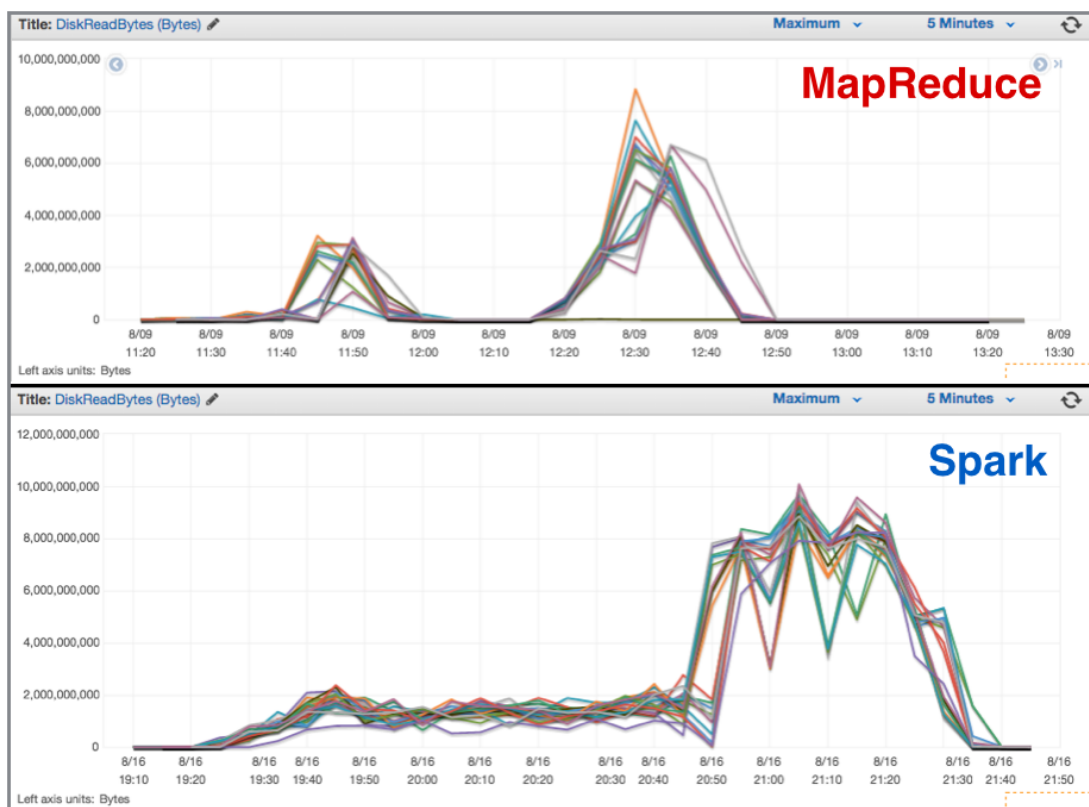 Title: DiskReadBytes (Bytes) Maximum 5 Minutes
MapReduce
10,000,000,000
8,000,000,000
6,000,000,000
4,000,000,000
2,000,000,000
0
8/09 8/09 8/09 8/09 8/09 8/09 8/09 8/09 8/09 8/09 8/09 8/09 8/09 8/09
11:20 11:30 11:40 11:50 12:00 12:10 12:20 12:30 12:40 12:50 13:00 13:10 13:20 13:30
Left axis units: Bytes
Title: DiskReadBytes (Bytes) Maximum 5 Minutes
Spark
12,000,000,000
10,000,000,000
8,000,000,000
6,000,000,000
4,000,000,000
2,000,000,000
0
8/16 8/16 8/16 8/16 8/16 8/16 8/16 8/16 8/16 8/16 8/16 8/16 8/16 8/16 8/16 8/16 8/16
19:10 19:20 19:30 19:40 19:50 20:00 20:10 20:20 20:30 20:40 20:50 21:00 21:10 21:20 21:30 21:40 21:50
Left axis units: Bytes